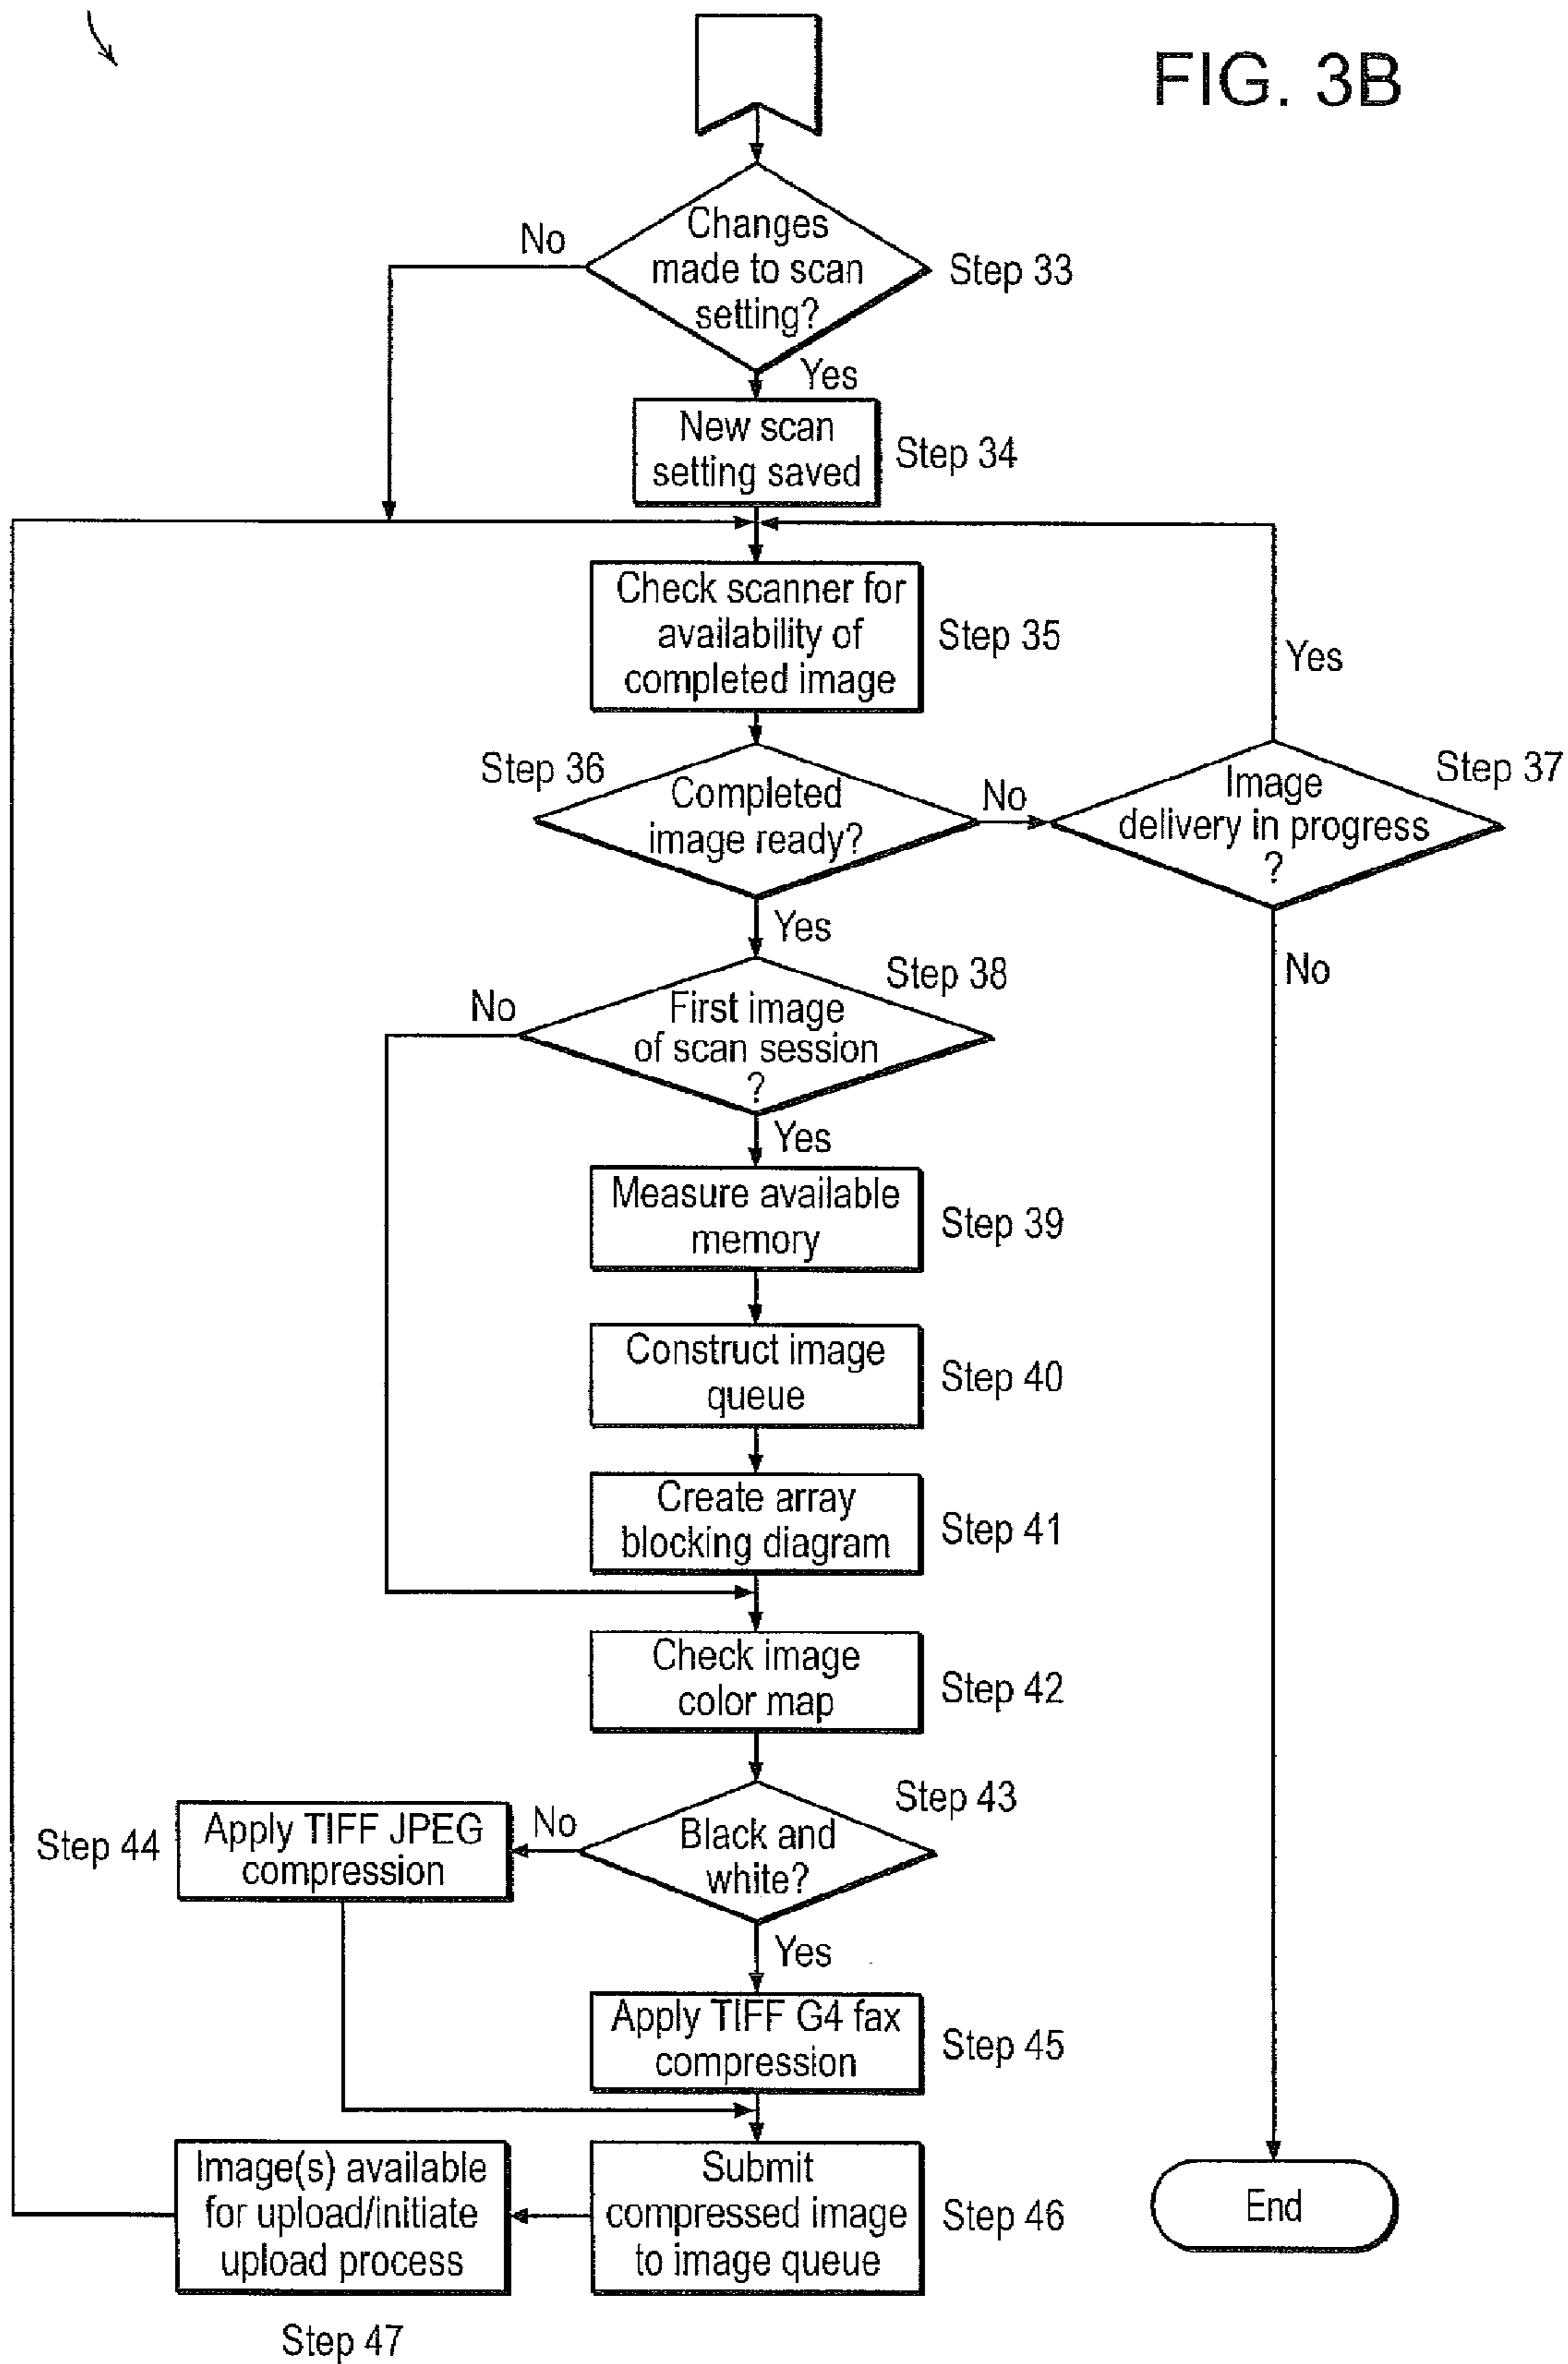 FIG. 3B
Changes
made to scan
setting?
Step 33
No
Yes
New scan
setting saved
Step 34
Check scanner for
availability of
completed image
Step 35
Yes
Step 36
Completed
image ready?
No
Image
delivery in progress
?
Step 37
Yes
No
Step 38
First image
of scan session
?
No
Yes
Measure available
memory
Step 39
Construct image
queue
Step 40
Create array
blocking diagram
Step 41
Check image
color map
Step 42
Step 43
Black and
white?
No
Step 44
Apply TIFF JPEG
compression
Yes
Apply TIFF G4 fax
compression
Step 45
Submit
compressed image
to image queue
Step 46
Image(s) available
for upload/initiate
upload process
Step 47
End